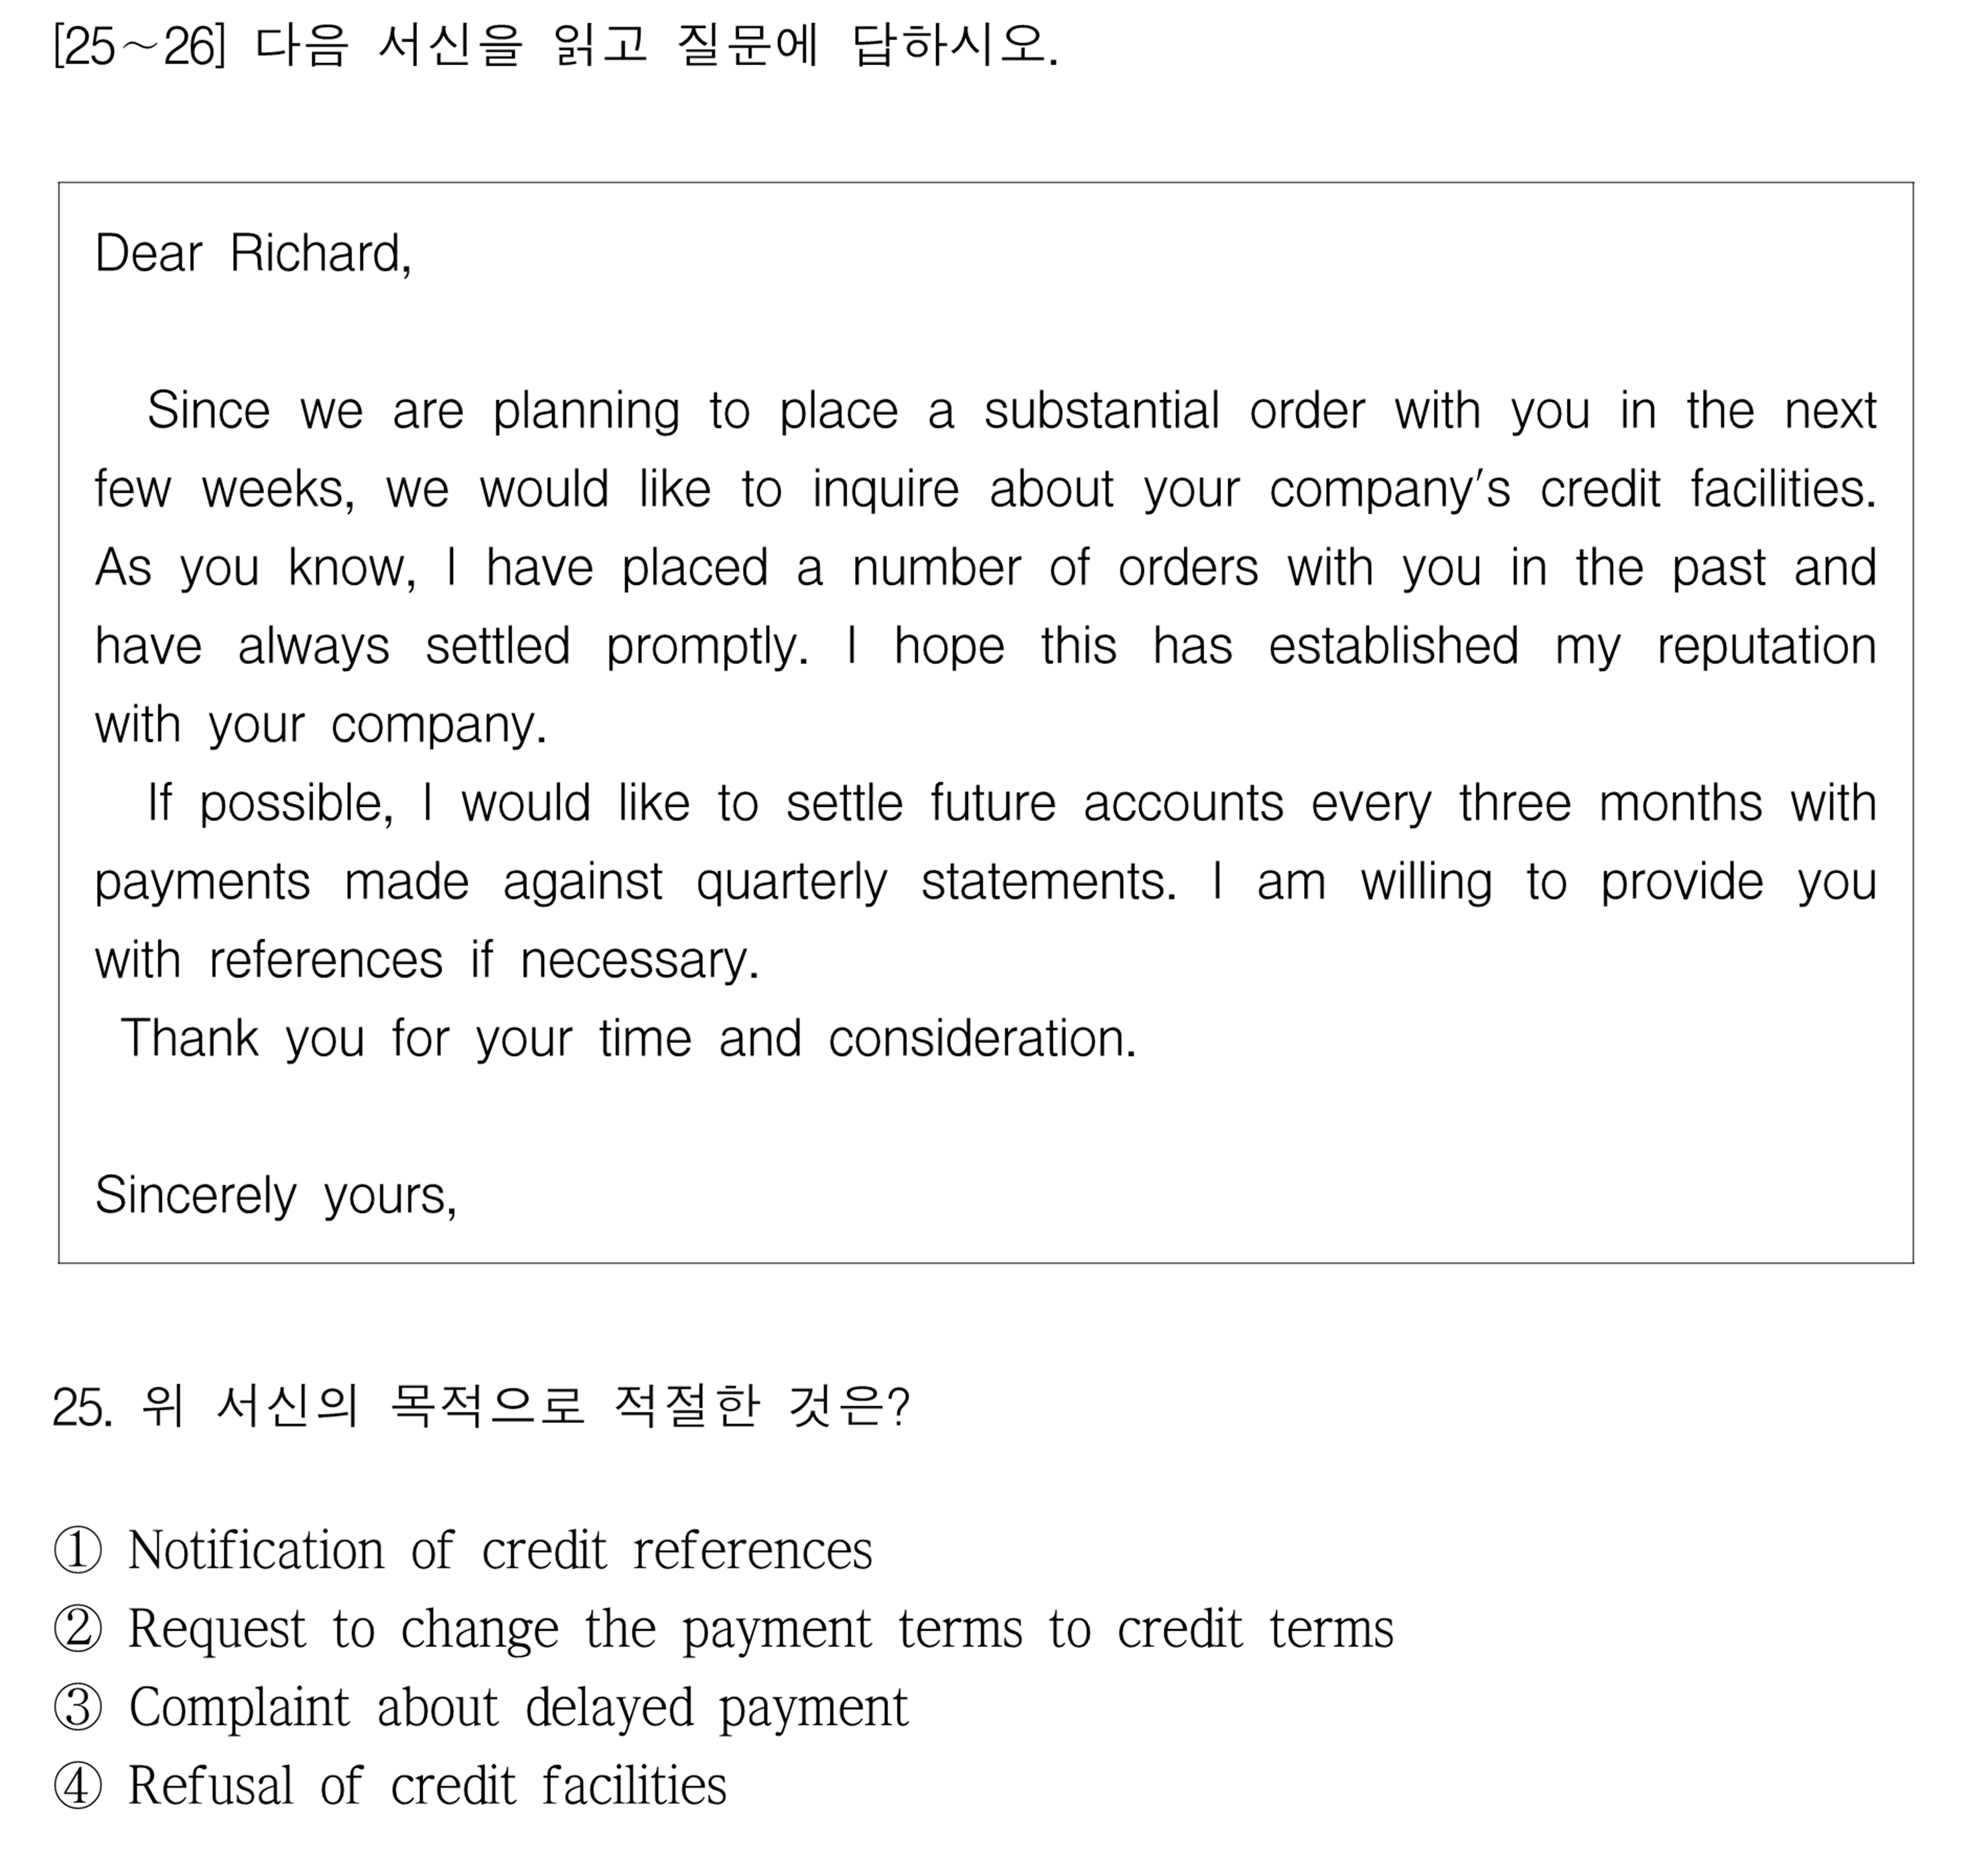 [25～26] 다음 서신을 읽고 질문에 답하시오.
Dear Richard,
Since we are planning to place a substantial order with you in the next
few weeks, we would like to inquire about your company's credit facilities.
As you know, I have placed a number of orders with you in the past and
have always settled promptly. I hope this has established my reputation
with your company.
If possible, I would like to settle future accounts every three months with
payments made against quarterly statements. I am willing to provide you
with references if necessary.
Thank you for your time and consideration.
Sincerely yours,
25. 위 서신의 목적으로 적절한 것은?
① Notification of credit references
② Request to change the payment terms to credit terms
③ Complaint about delayed payment
④ Refusal of credit facilities